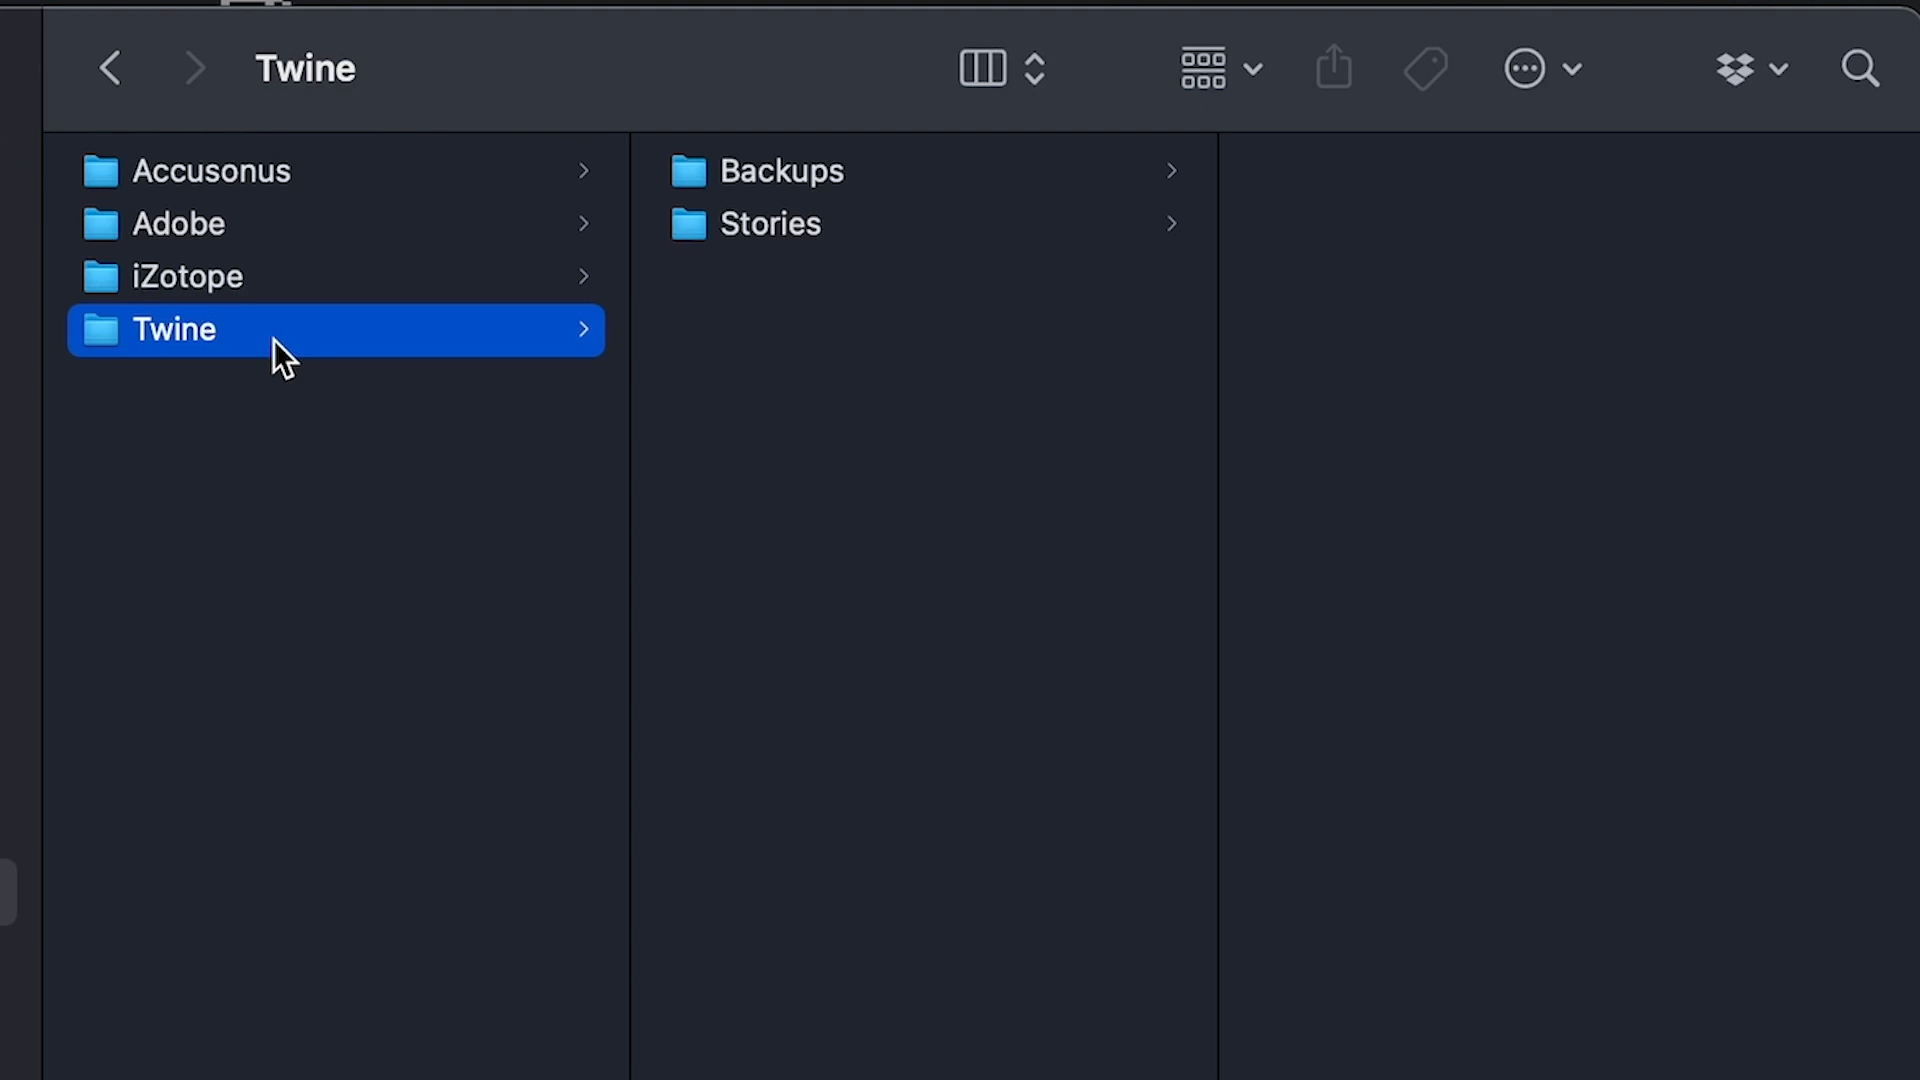 Twine
Accusonus
Adobe
iZotope
Twine
Backups
Stories